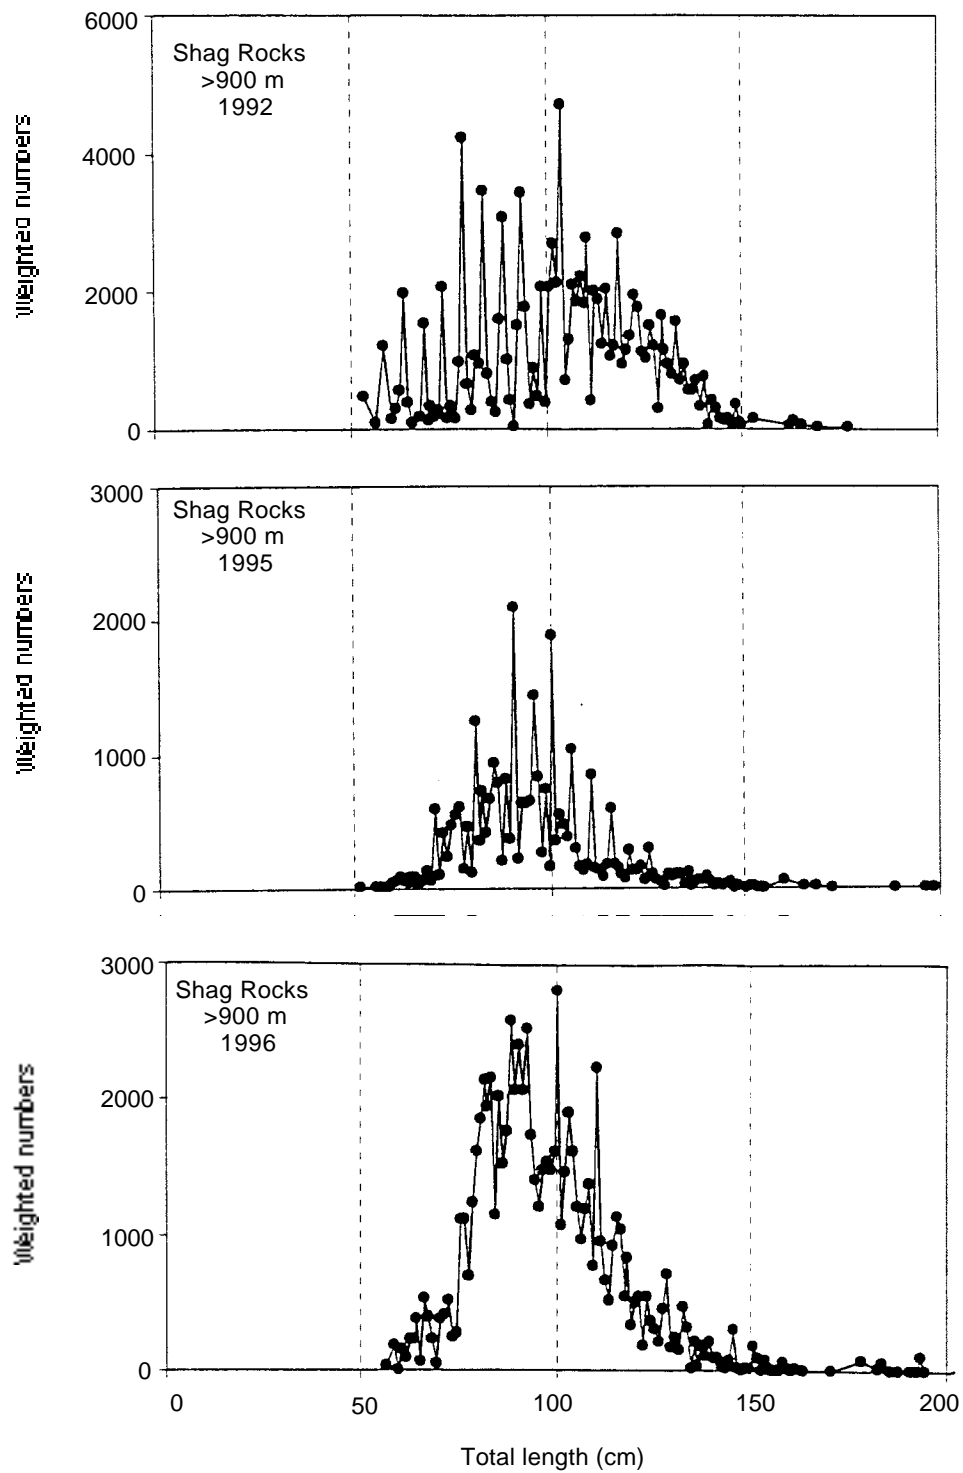 6000
Shag Rocks
>900 m
1992
4000
2000
0
Weighted numbers
3000
Shag Rocks
>900 m
1995
2000
1000
0
Weighted numbers
3000
Shag Rocks
>900 m
1996
2000
1000
0
Weighted numbers
0 50 100 150 200
Total length (cm)